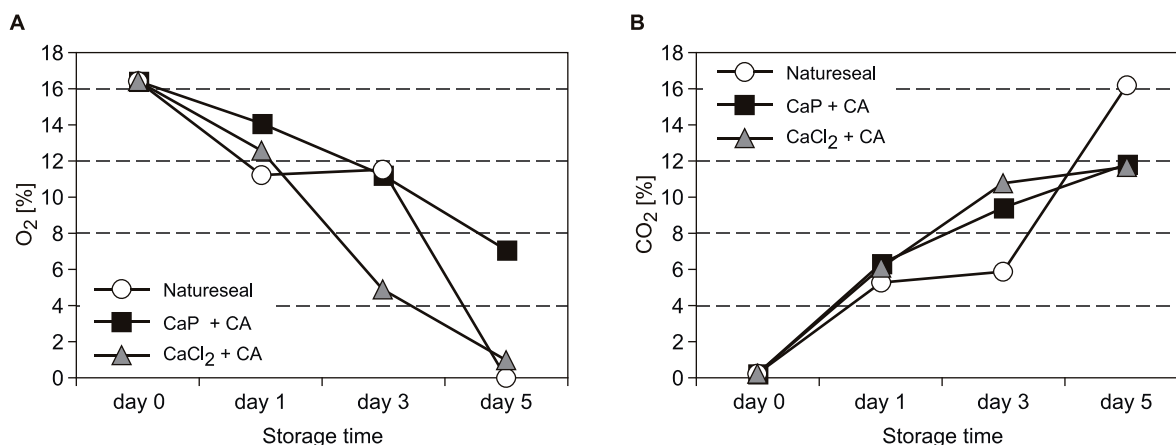 A
O2 [%]
18
16
14
12
10
8
6
4
2
0
Natureseal
CaP + CA
CaCl2 + CA
day 0 day 1 day 3 day 5
Storage time
B
CO2 [%]
18
16
14
12
10
8
6
4
2
0
Natureseal
CaP + CA
CaCl2 + CA
day 0 day 1 day 3 day 5
Storage time